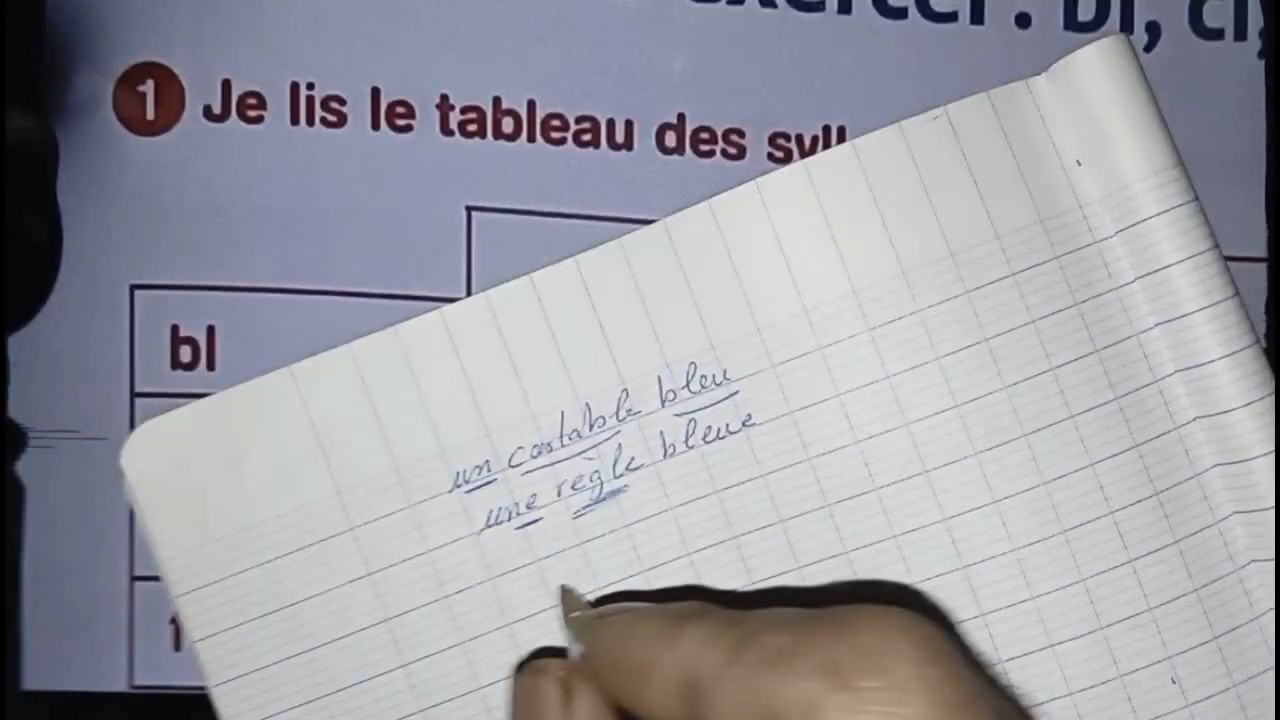 exercer : bl, cl,
1 Je lis le tableau des syll
bl
un cartable bleu
une règle bleue